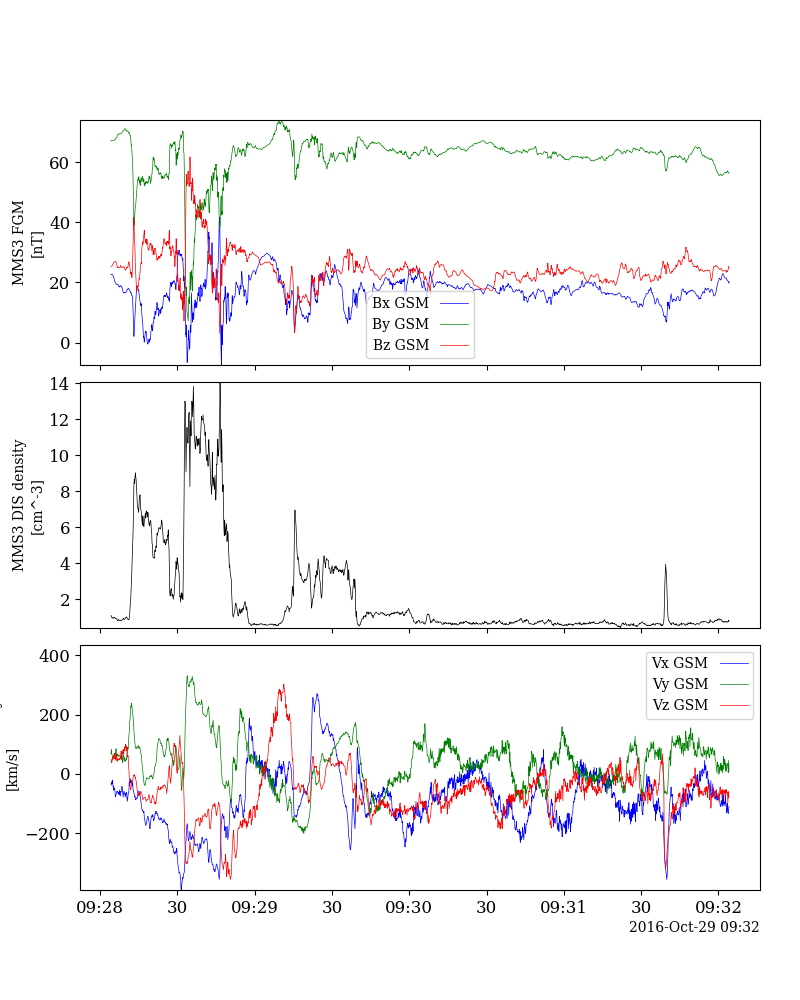 60
40
20
0
MMS3 FGM
[nT]
Bx GSM
By GSM
Bz GSM
14
12
10
8
6
4
2
MMS3 DIS density
[cm^-3]
400
200
0
−200
[km/s]
Vx GSM
Vy GSM
Vz GSM
09:28
30
09:29
30
09:30
30
09:31
30
09:32
2016-Oct-29 09:32